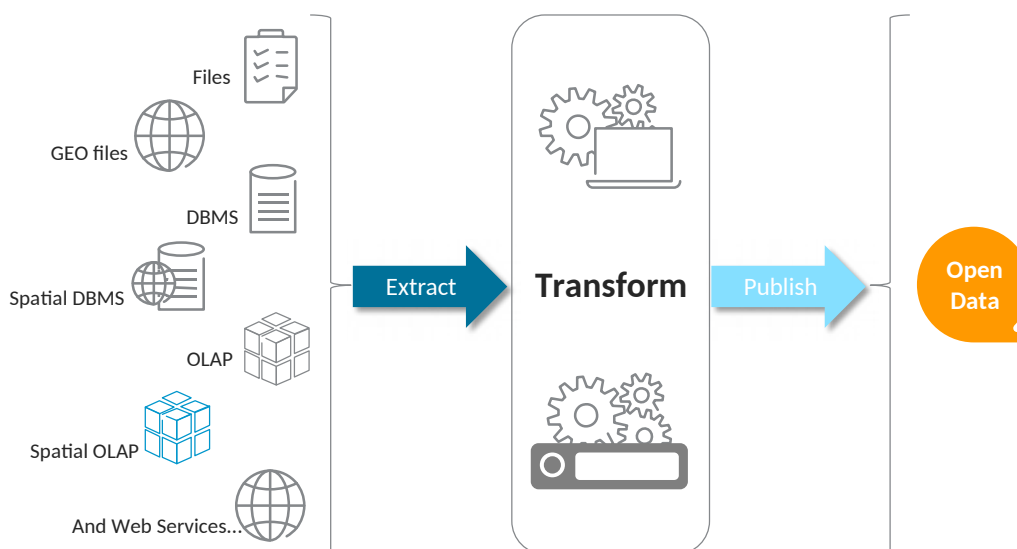 Files
GEO files
DBMS
Spatial DBMS
OLAP
Spatial OLAP
And Web Services...
Extract
Transform
Publish
Open
Data